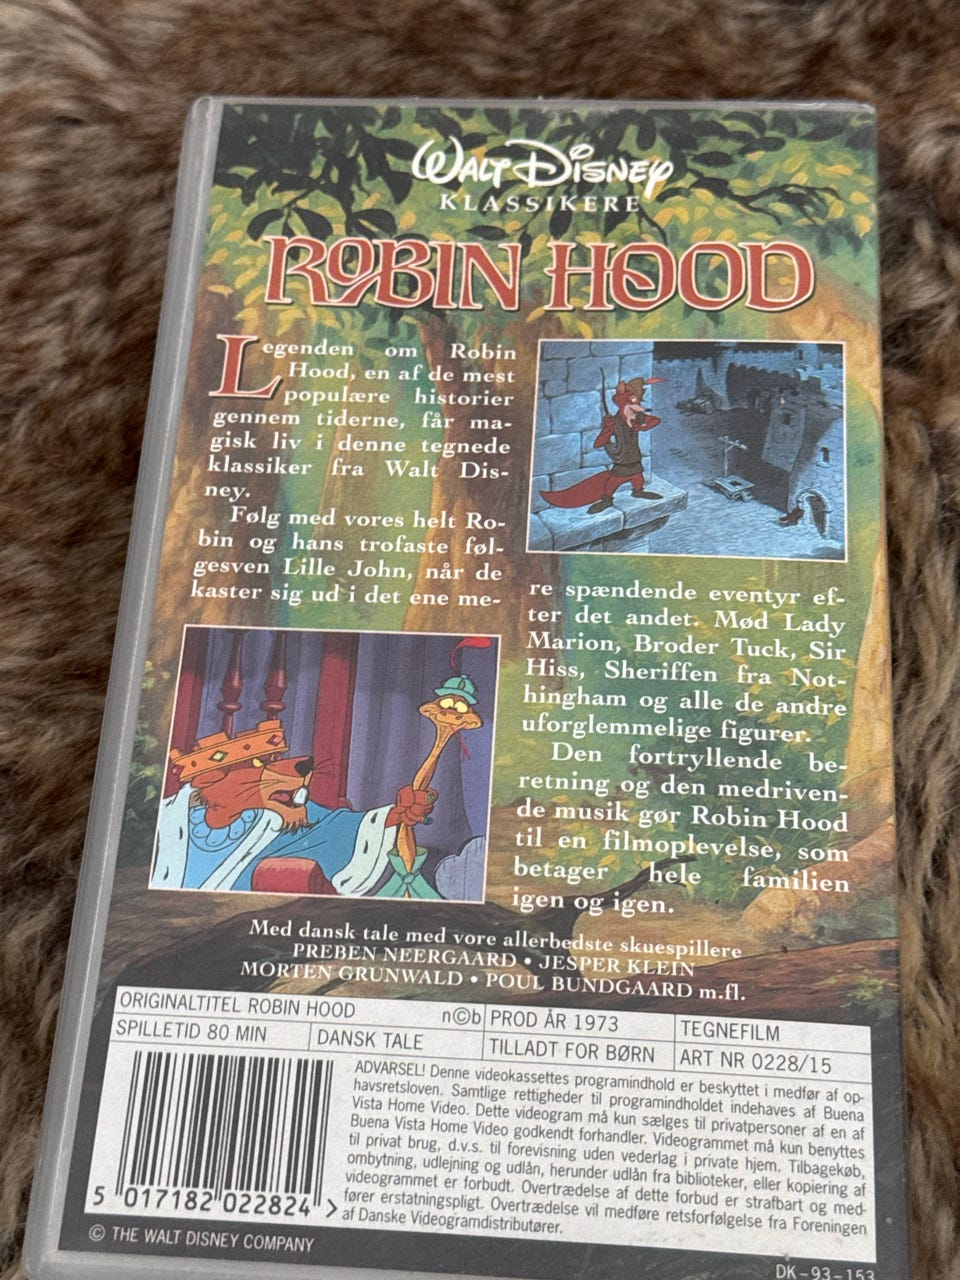 WALT DISNEY
KLASSIKERE
ROBIN HOOD
Legenden om Robin
Hood, en af de mest
populære historier
gennem tiderne, får ma-
gisk liv i denne tegnede
klassiker fra Walt Dis-
ney.
Følg med vores helt Ro-
bin og hans trofaste føl-
gesven Lille John, når de
kaster sig ud i det ene me-
re spændende eventyr ef-
ter det andet. Mød Lady
Marion, Broder Tuck, Sir
Hiss, Sheriffen fra Not-
hingham og alle de andre
uforglemmelige figurer.
Den fortryllende be-
retning og den medriven-
de musik gør Robin Hood
til en filmoplevelse, som
betager hele familien
igen og igen.
Med dansk tale med vore allerbedste skuespillere
PREBEN NEERGAARD • JESPER KLEIN
MORTEN GRUNWALD • POUL BUNDGAARD m.fl.
ORIGINALTITEL ROBIN HOOD n©b PROD ÅR 1973 TEGNEFILM
SPILLETID 80 MIN DANSK TALE TILLADT FOR BØRN ART NR 0228/15
ADVARSEL! Denne videokassettes programindhold er beskyttet i medfør af op-
havsretsloven. Samtlige rettigheder til programindholdet indehaves af Buena
Vista Home Video. Dette videogram må kun sælges til privatpersoner af en af
Buena Vista Home Video godkendt forhandler. Videogrammet må kun benyttes
til privat brug, d.v.s. til forevisning uden vederlag i private hjem. Tilbagekøb,
ombytning, udlejning og udlån, herunder udlån fra biblioteker, eller kopiering af
videogrammet er forbudt. Overtrædelse af dette forbud er strafbart og med-
fører erstatningspligt. Overtrædelse vil medføre retsforfølgelse fra Foreningen
af Danske Videogramdistributører.
5 017182 022824 >
© THE WALT DISNEY COMPANY
DK-93-153